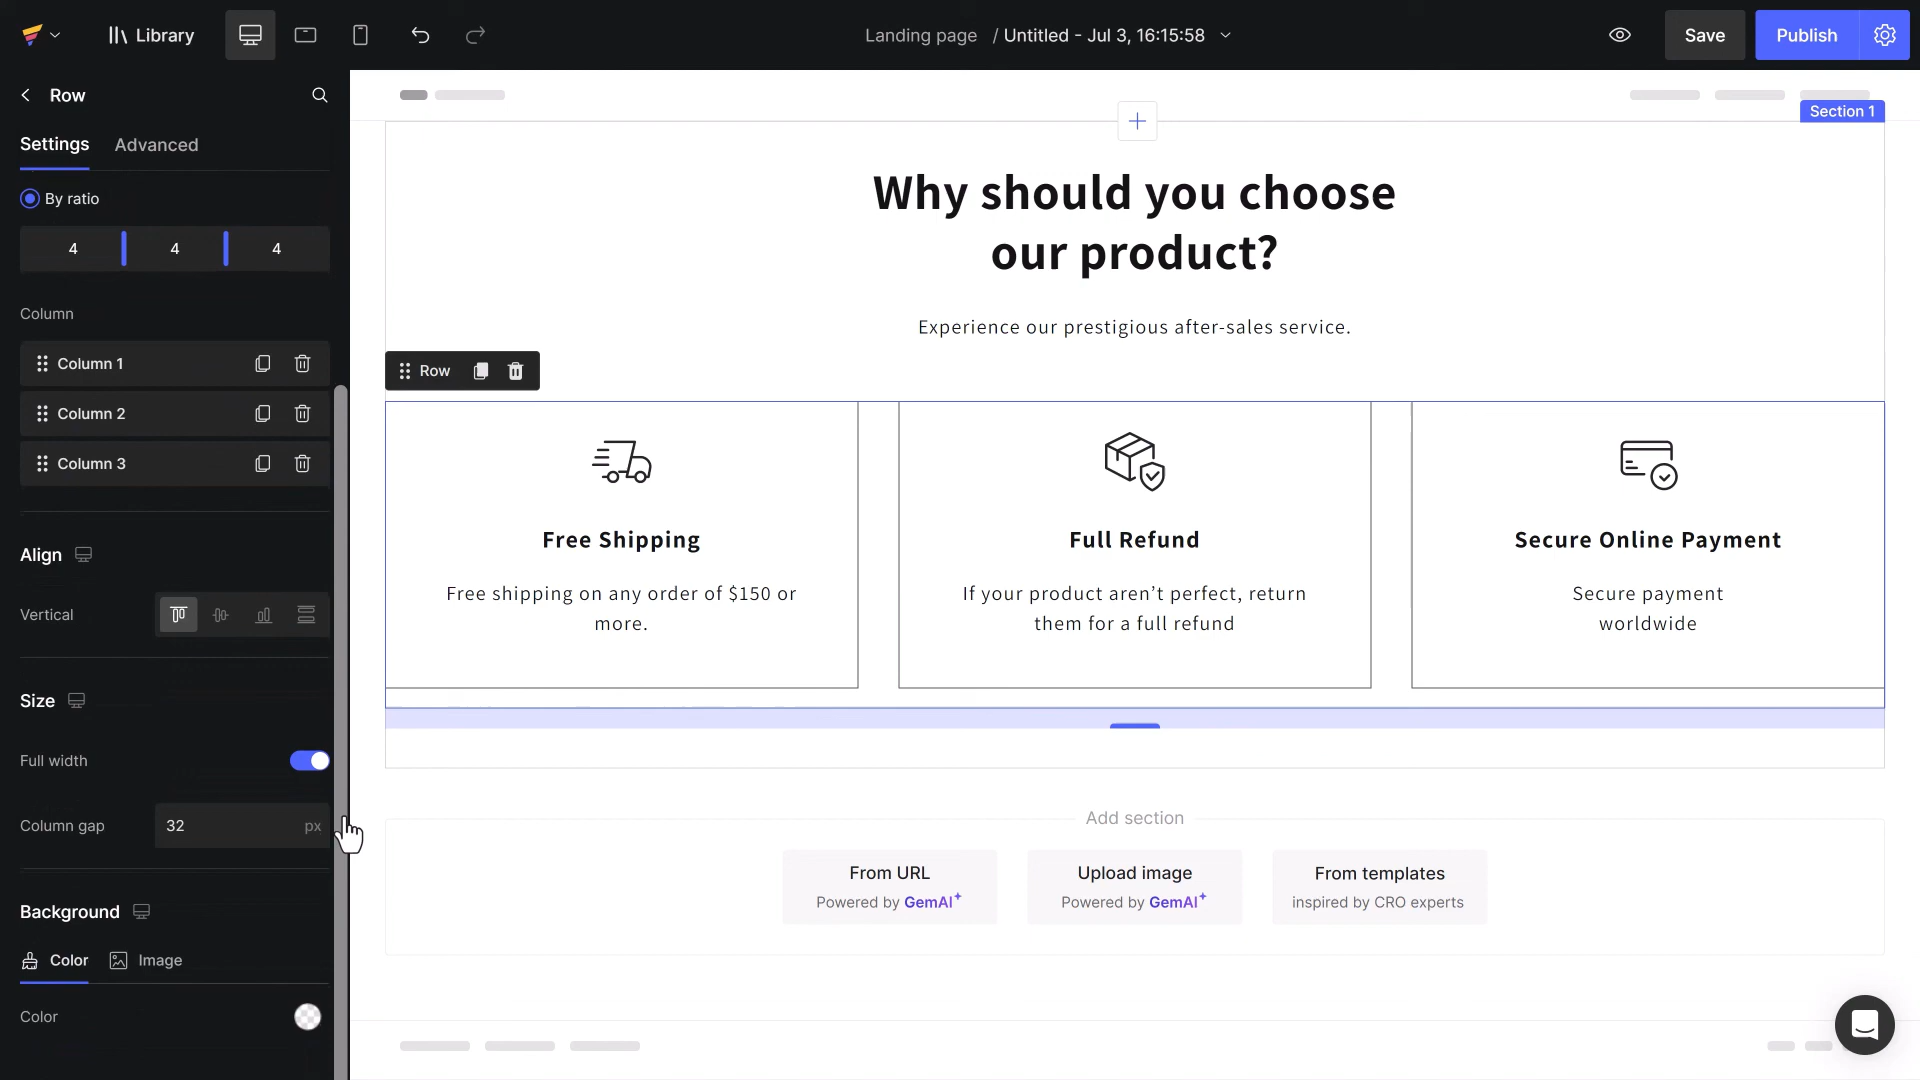 Library
Landing page / Untitled - Jul 3, 16:15:58
Save
Publish
Row
Settings
Advanced
By ratio
4 4 4
Column
Column 1
Column 2
Column 3
Align
Vertical
Size
Full width
Column gap
32 px
Background
Color
Image
Color
Section 1
Why should you choose
our product?
Experience our prestigious after-sales service.
Row
Free Shipping
Free shipping on any order of $150 or
more.
Full Refund
If your product aren’t perfect, return
them for a full refund
Secure Online Payment
Secure payment
worldwide
Add section
From URL
Powered by GemAI
Upload image
Powered by GemAI
From templates
inspired by CRO experts